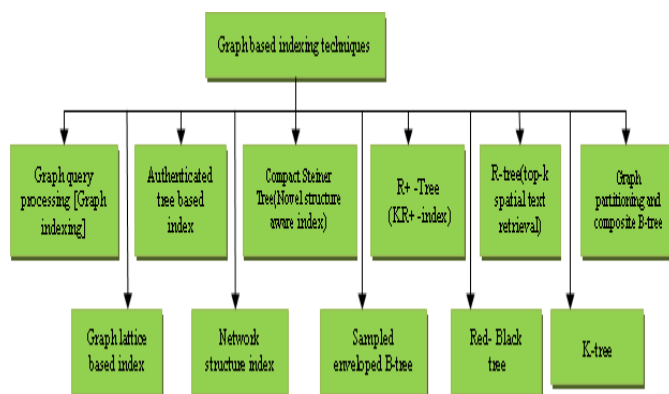 Graph based indexing techniques
Graph query
processing [Graph
indexing]
Authenticated
tree based
index
Compact Steiner
Tree(Novel structure
aware index)
R+ -Tree
(KR+ -index)
R-tree(top-k
spatial text
retrieval)
Graph
partitioning and
composite B-tree
Graph lattice
based index
Network
structure index
Sampled
enveloped B-tree
Red- Black
tree
K-tree